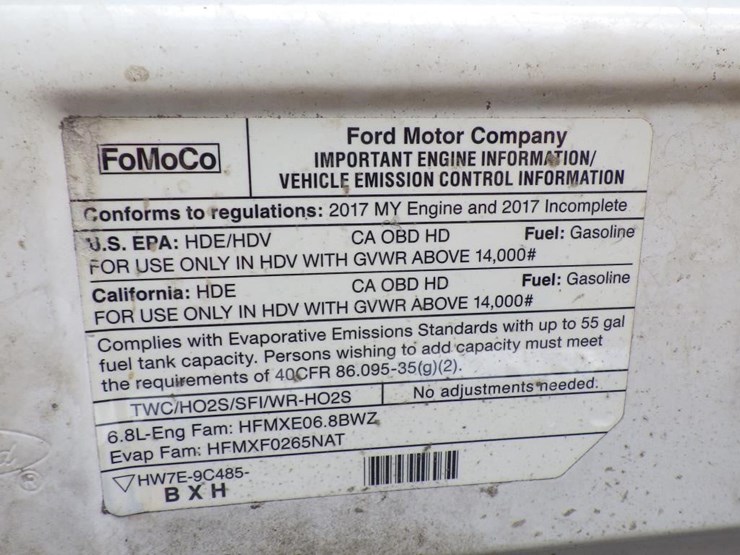 FoMoCo
Ford Motor Company
IMPORTANT ENGINE INFORMATION/
VEHICLE EMISSION CONTROL INFORMATION
Conforms to regulations: 2017 MY Engine and 2017 Incomplete
U.S. EPA: HDE/HDV CA OBD HD Fuel: Gasoline
FOR USE ONLY IN HDV WITH GVWR ABOVE 14,000#
California: HDE CA OBD HD Fuel: Gasoline
FOR USE ONLY IN HDV WITH GVWR ABOVE 14,000#
Complies with Evaporative Emissions Standards with up to 55 gal
fuel tank capacity. Persons wishing to add capacity must meet
the requirements of 40CFR 86.095-35(g)(2).
TWC/HO2S/SFI/WR-HO2S No adjustments needed.
6.8L-Eng Fam: HFMXE06.8BWZ
Evap Fam: HFMXF0265NAT
HW7E-9C485-
BXH